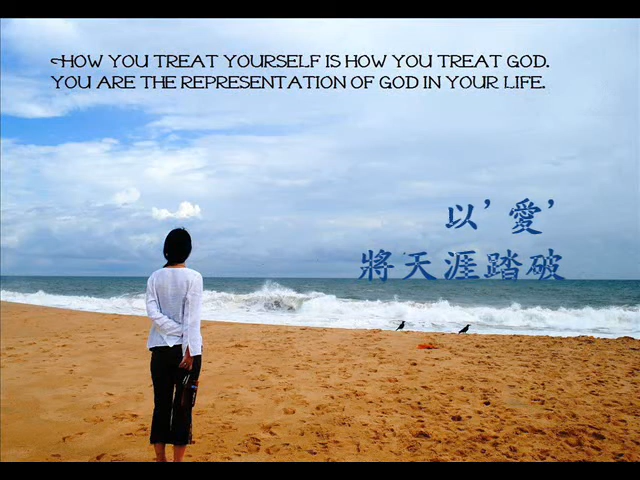 HOW YOU TREAT YOURSELF IS HOW YOU TREAT GOD.
YOU ARE THE REPRESENTATION OF GOD IN YOUR LIFE.
以’愛’
將天涯踏破